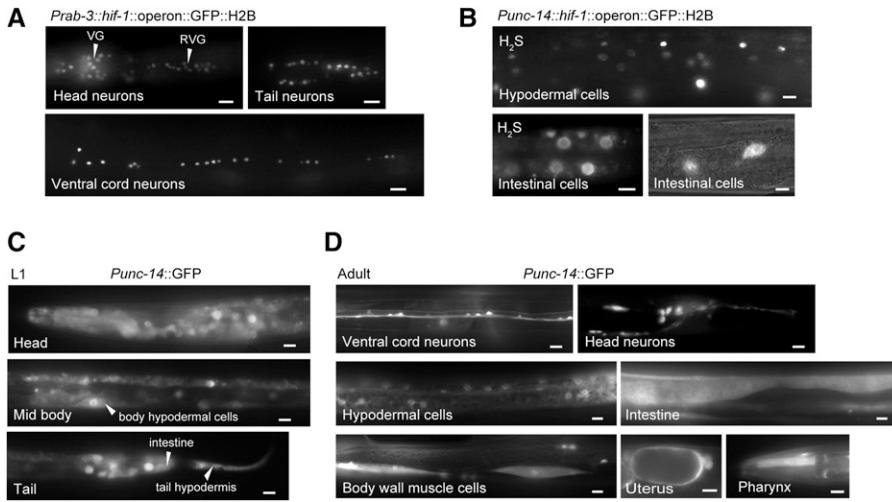 A
Prab-3::hif-1::operon::GFP::H2B
VG
RVG
Head neurons
Tail neurons
Ventral cord neurons
B
Punc-14::hif-1::operon::GFP::H2B
H₂S
Hypodermal cells
H₂S
Intestinal cells
Intestinal cells
C
L1
Punc-14::GFP
Head
Mid body
body hypodermal cells
intestine
tail hypodermis
Tail
D
Adult
Punc-14::GFP
Ventral cord neurons
Head neurons
Hypodermal cells
Intestine
Body wall muscle cells
Uterus
Pharynx